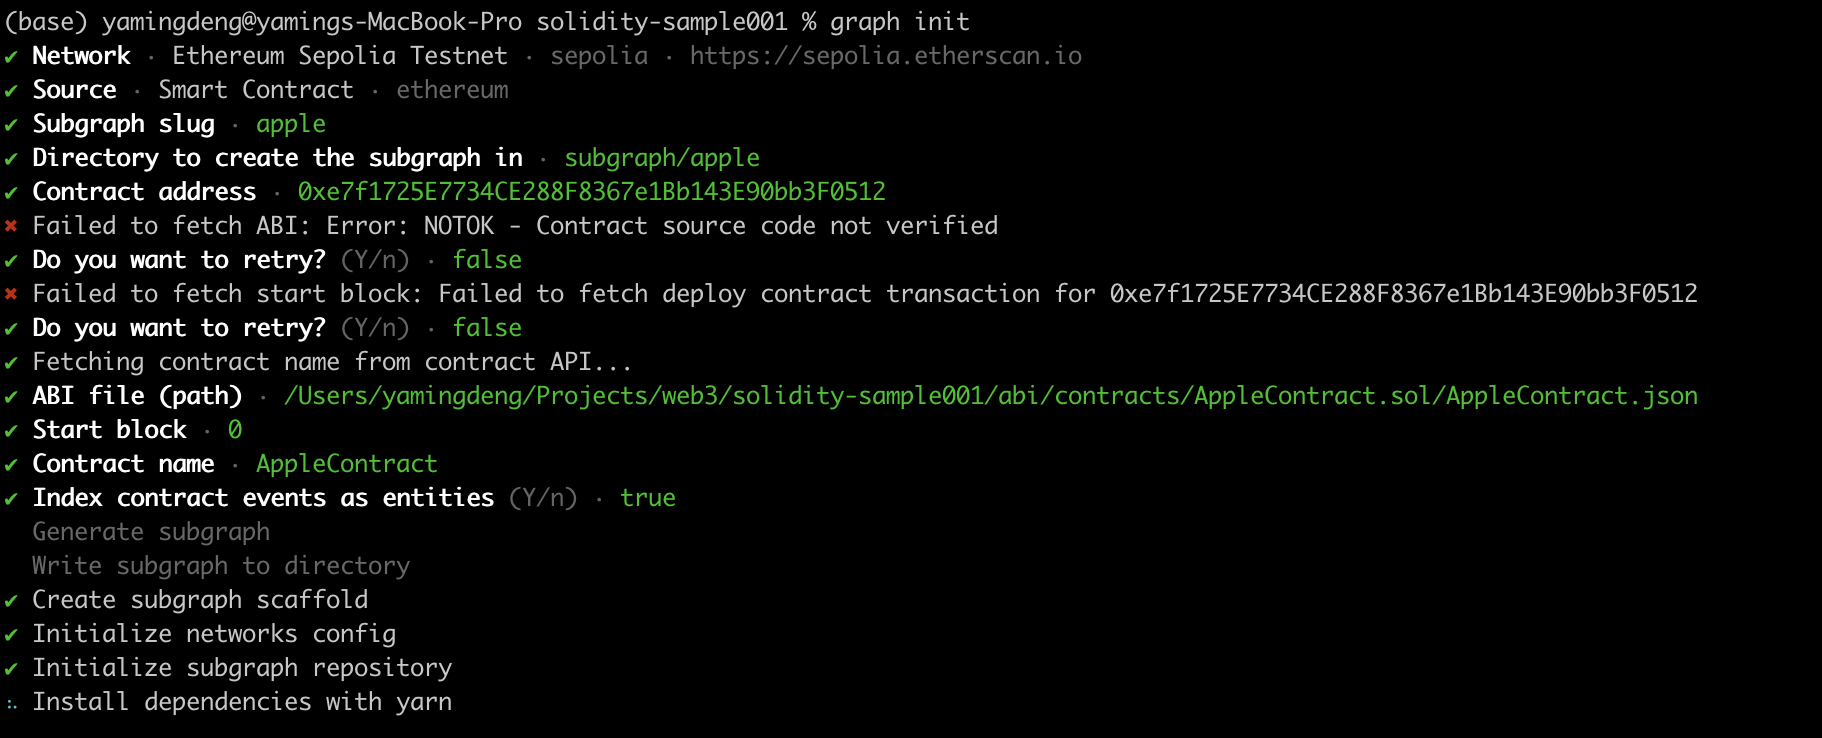 (base) yamingdeng@yamings-MacBook-Pro solidity-sample001 % graph init
✔ Network · Ethereum Sepolia Testnet · sepolia · https://sepolia.etherscan.io
✔ Source · Smart Contract · ethereum
✔ Subgraph slug · apple
✔ Directory to create the subgraph in · subgraph/apple
✔ Contract address · 0xe7f1725E7734CE288F8367e1Bb143E90bb3F0512
✖ Failed to fetch ABI: Error: NOTOK - Contract source code not verified
✔ Do you want to retry? (Y/n) · false
✖ Failed to fetch start block: Failed to fetch deploy contract transaction for 0xe7f1725E7734CE288F8367e1Bb143E90bb3F0512
✔ Do you want to retry? (Y/n) · false
✔ Fetching contract name from contract API...
✔ ABI file (path) · /Users/yamingdeng/Projects/web3/solidity-sample001/abi/contracts/AppleContract.sol/AppleContract.json
✔ Start block · 0
✔ Contract name · AppleContract
✔ Index contract events as entities (Y/n) · true
Generate subgraph
Write subgraph to directory
✔ Create subgraph scaffold
✔ Initialize networks config
✔ Initialize subgraph repository
Install dependencies with yarn